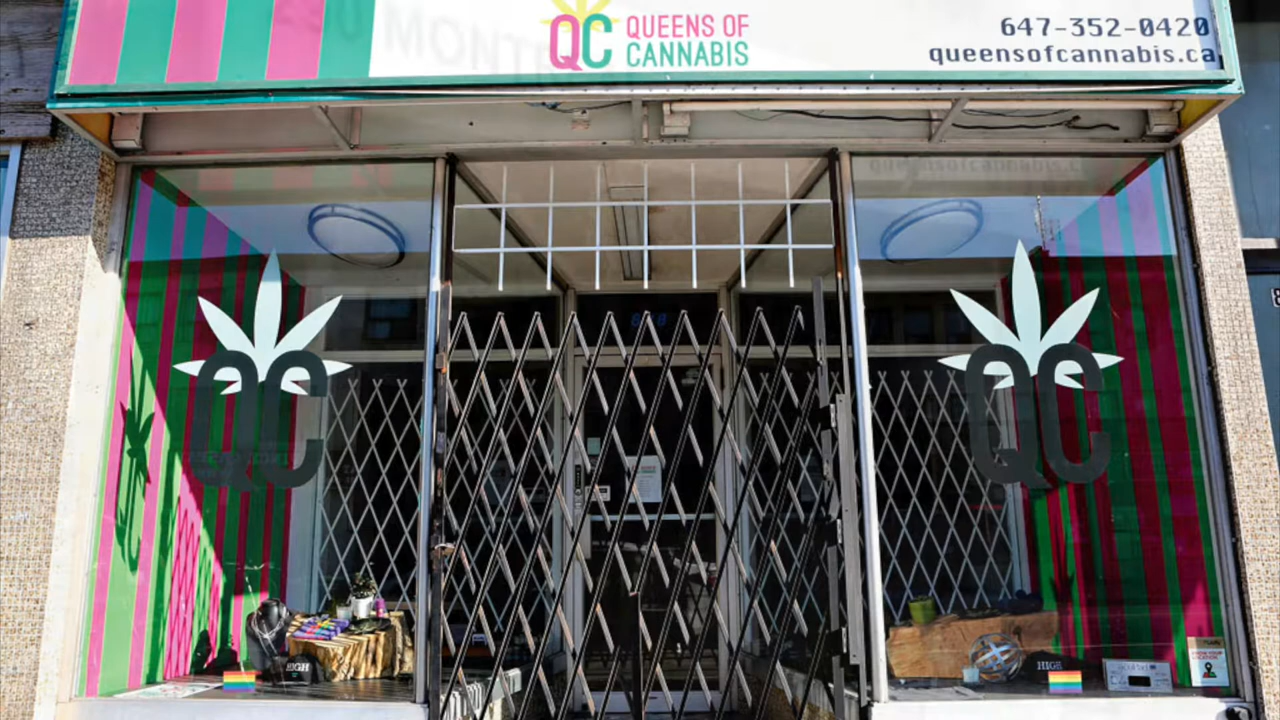 QC
QUEENS OF
CANNABIS
647-352-0420
queensofcannabis.ca
QC
QC
HIGH
HIGH